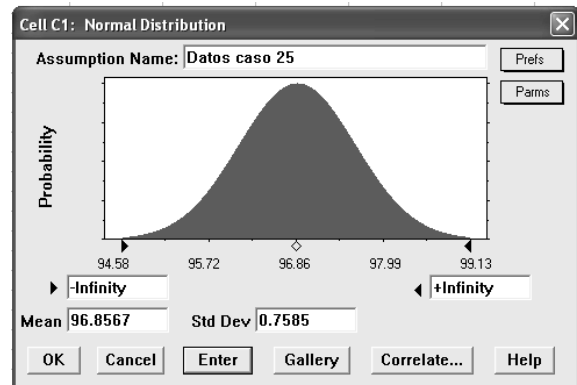 Cell C1: Normal Distribution
Assumption Name: Datos caso 25
Prefs
Parms
Probability
94.58 95.72 96.86 97.99 99.13
-Infinity +Infinity
Mean 96.8567 Std Dev 0.7585
OK Cancel Enter Gallery Correlate... Help